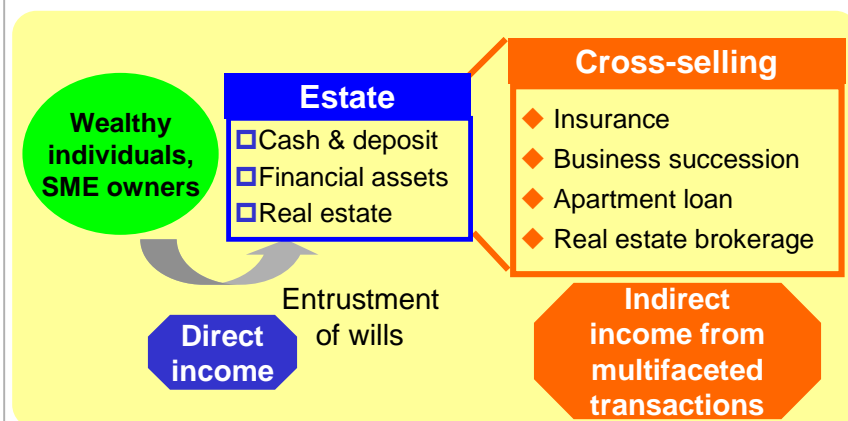 Wealthy
individuals,
SME owners
Estate
Cash & deposit
Financial assets
Real estate
Cross-selling
Insurance
Business succession
Apartment loan
Real estate brokerage
Entrustment
of wills
Direct
income
Indirect
income from
multifaceted
transactions